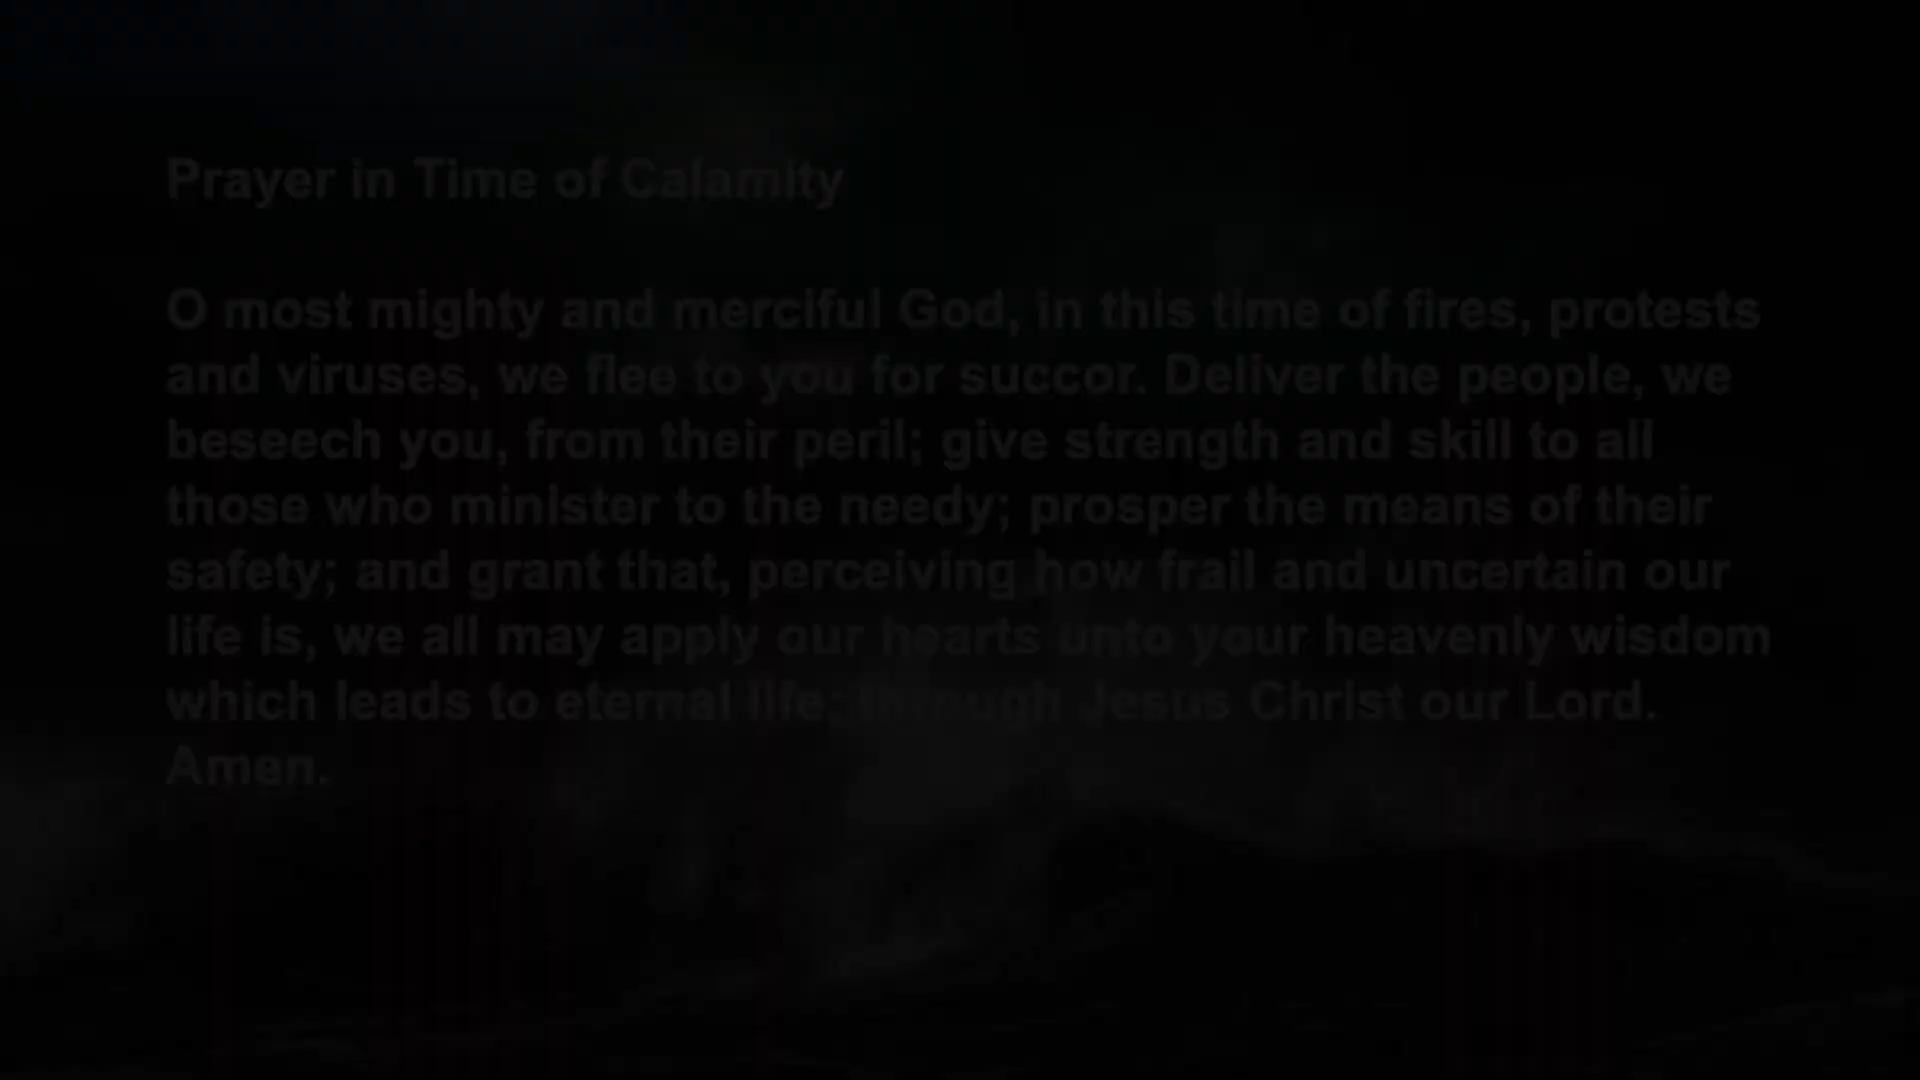 Prayer in Time of Calamity
O most mighty and merciful God, in this time of fires, protests
and viruses, we flee to you for succor. Deliver the people, we
beseech you, from their peril; give strength and skill to all
those who minister to the needy; prosper the means of their
safety; and grant that, perceiving how frail and uncertain our
life is, we all may apply our hearts unto your heavenly wisdom
which leads to eternal life; through Jesus Christ our Lord.
Amen.